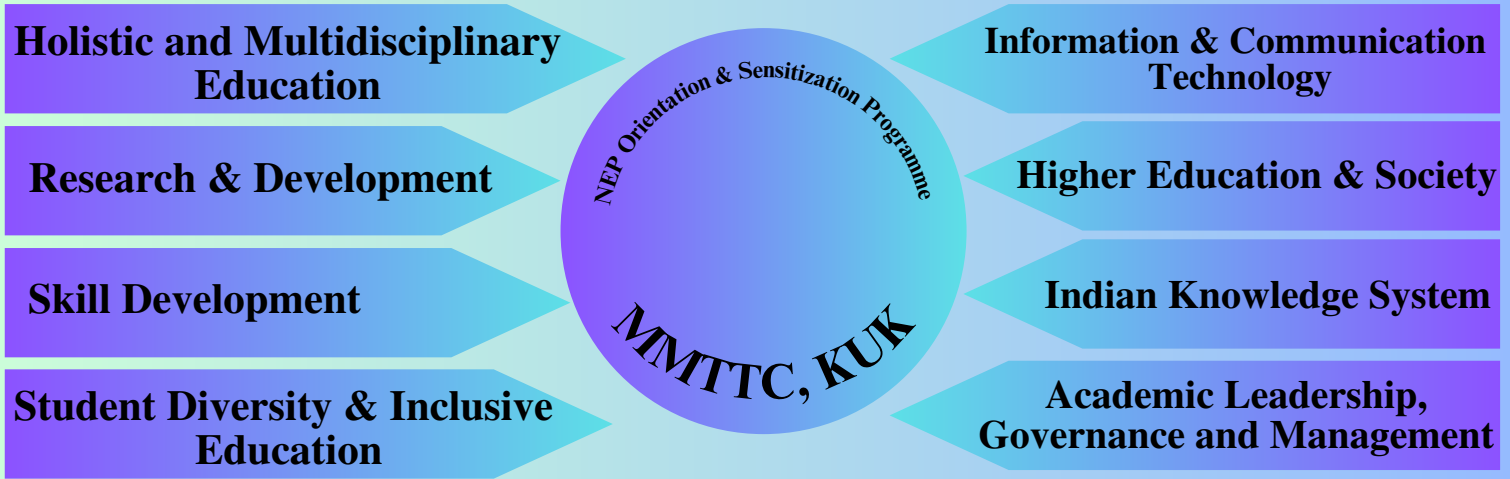 Holistic and Multidisciplinary
Education
Research & Development
Skill Development
Student Diversity & Inclusive
Education
NEP Orientation & Sensitization Programme
MMTTC, KUK
Information & Communication
Technology
Higher Education & Society
Indian Knowledge System
Academic Leadership,
Governance and Management